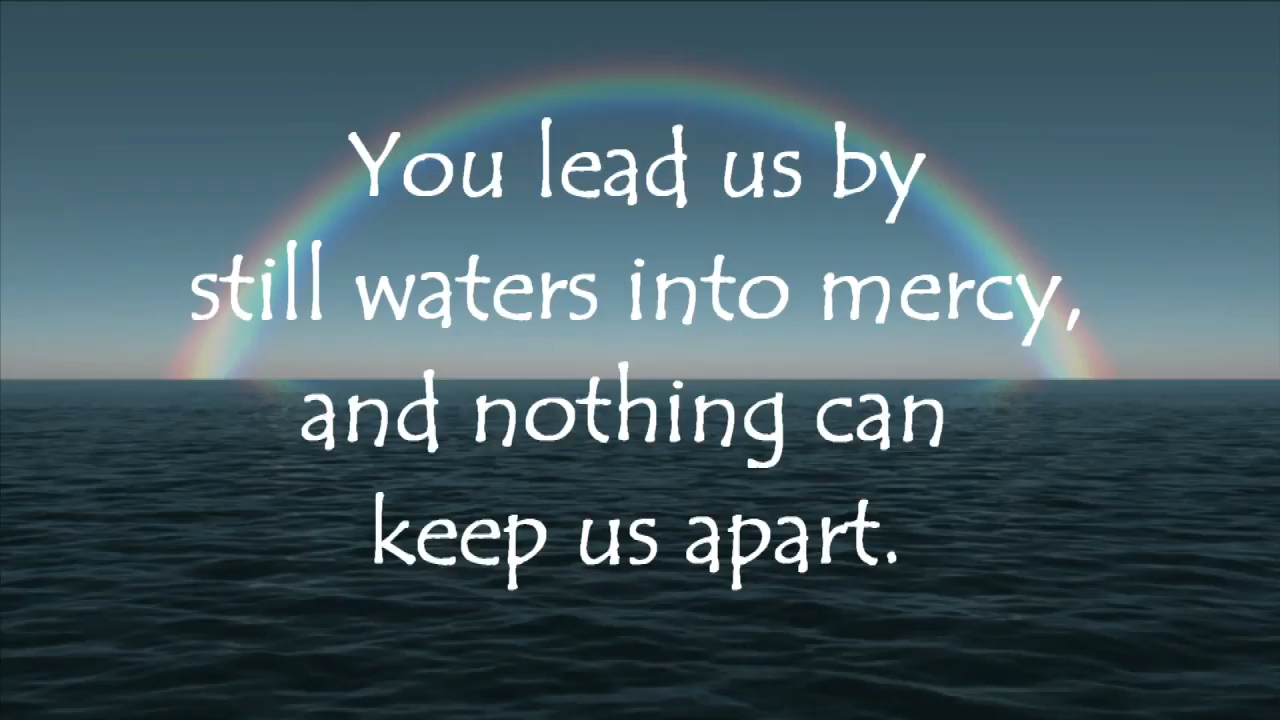 You lead us by
still waters into mercy,
and nothing can
keep us apart.